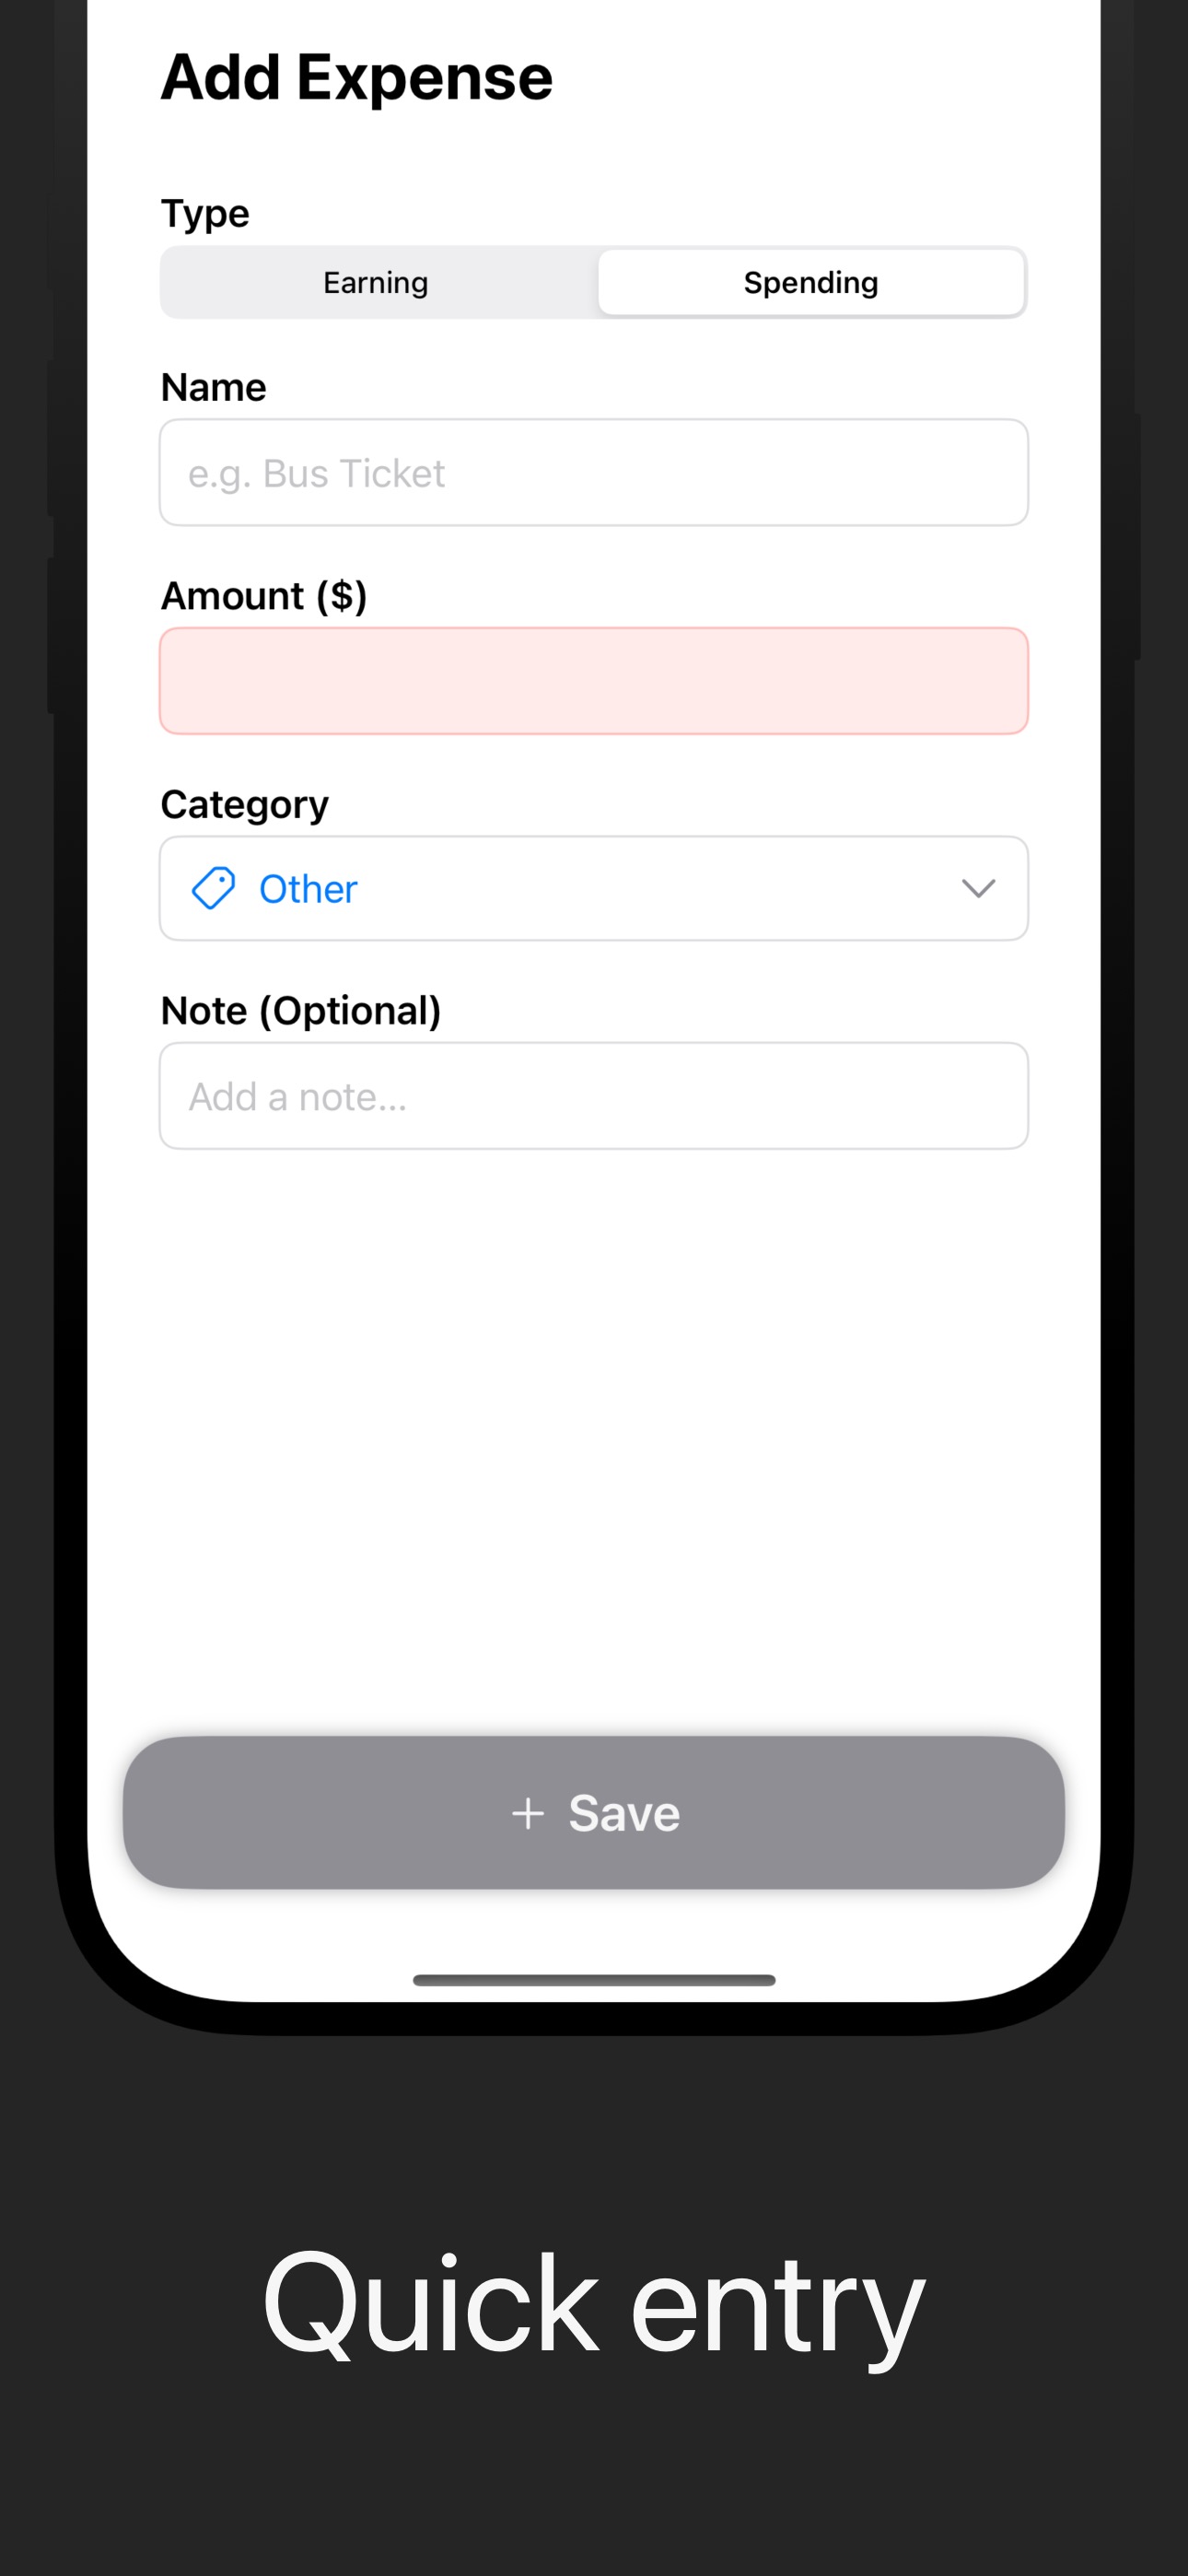 Add Expense
Type
Earning Spending
Name
e.g. Bus Ticket
Amount ($)
Category
Other
Note (Optional)
Add a note...
+ Save
Quick entry